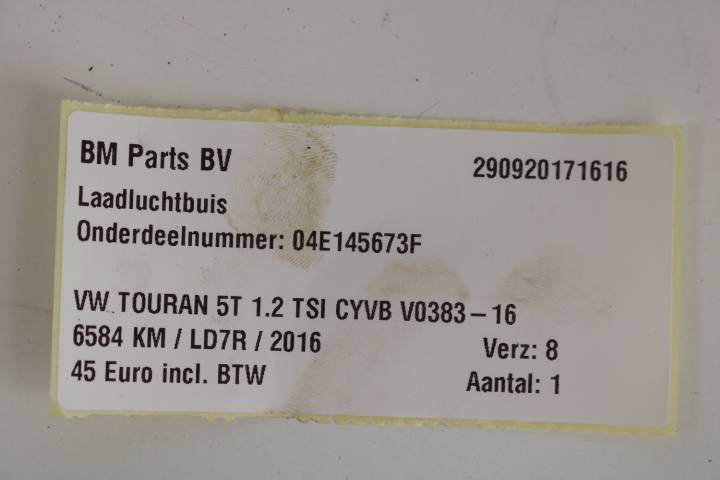 BM Parts BV
290920171616
Laadluchtbuis
Onderdeelnummer: 04E145673F
VW TOURAN 5T 1.2 TSI CYVB V0383-16
6584 KM / LD7R / 2016
Verz: 8
45 Euro incl. BTW
Aantal: 1